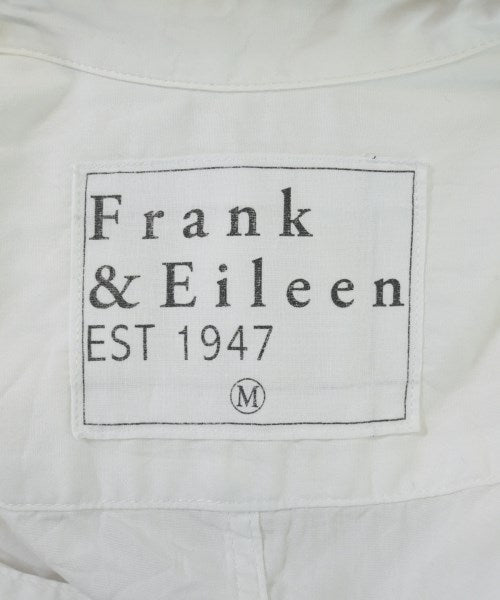 Frank
& Eileen
EST 1947
M